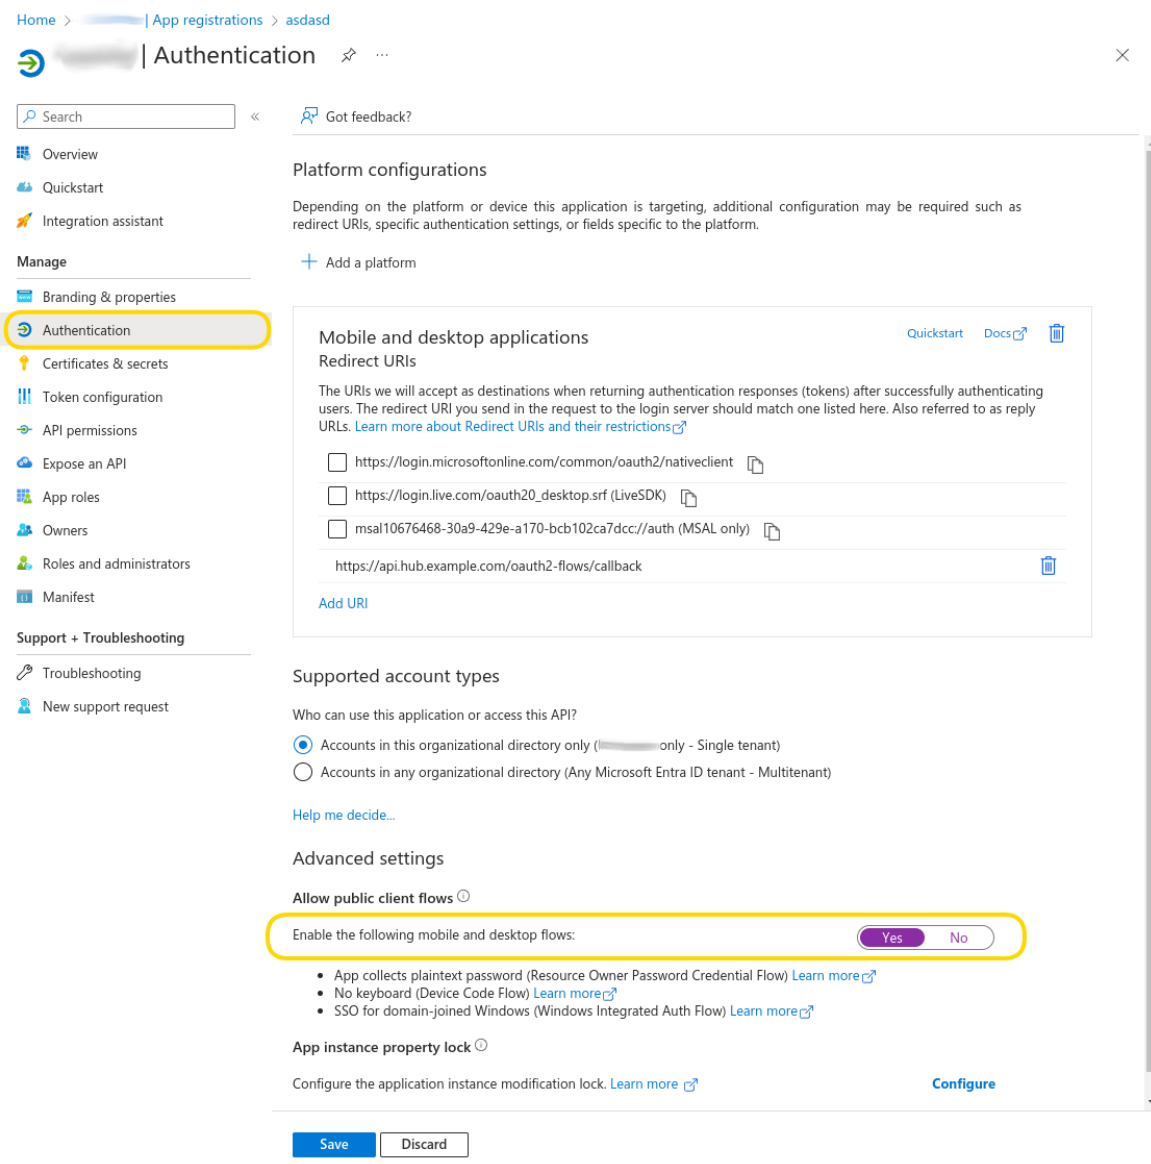 Home > | App registrations > asdasd
| Authentication ...
Search «
Got feedback?
Overview
Quickstart
Integration assistant
Manage
Branding & properties
Authentication
Certificates & secrets
Token configuration
API permissions
Expose an API
App roles
Owners
Roles and administrators
Manifest
Support + Troubleshooting
Troubleshooting
New support request
Platform configurations
Depending on the platform or device this application is targeting, additional configuration may be required such as
redirect URIs, specific authentication settings, or fields specific to the platform.
Add a platform
Mobile and desktop applications
Quickstart Docs
Redirect URIs
The URIs we will accept as destinations when returning authentication responses (tokens) after successfully authenticating
users. The redirect URI you send in the request to the login server should match one listed here. Also referred to as reply
URLs. Learn more about Redirect URIs and their restrictions
https://login.microsoftonline.com/common/oauth2/nativeclient
https://login.live.com/oauth20_desktop.srf (LiveSDK)
msal10676468-30a9-429e-a170-bcb102ca7dcc://auth (MSAL only)
https://api.hub.example.com/oauth2-flows/callback
Add URI
Supported account types
Who can use this application or access this API?
Accounts in this organizational directory only ( only - Single tenant)
Accounts in any organizational directory (Any Microsoft Entra ID tenant - Multitenant)
Help me decide...
Advanced settings
Allow public client flows
Enable the following mobile and desktop flows: Yes No
• App collects plaintext password (Resource Owner Password Credential Flow) Learn more
• No keyboard (Device Code Flow) Learn more
• SSO for domain-joined Windows (Windows Integrated Auth Flow) Learn more
App instance property lock
Configure the application instance modification lock. Learn more Configure
Save Discard